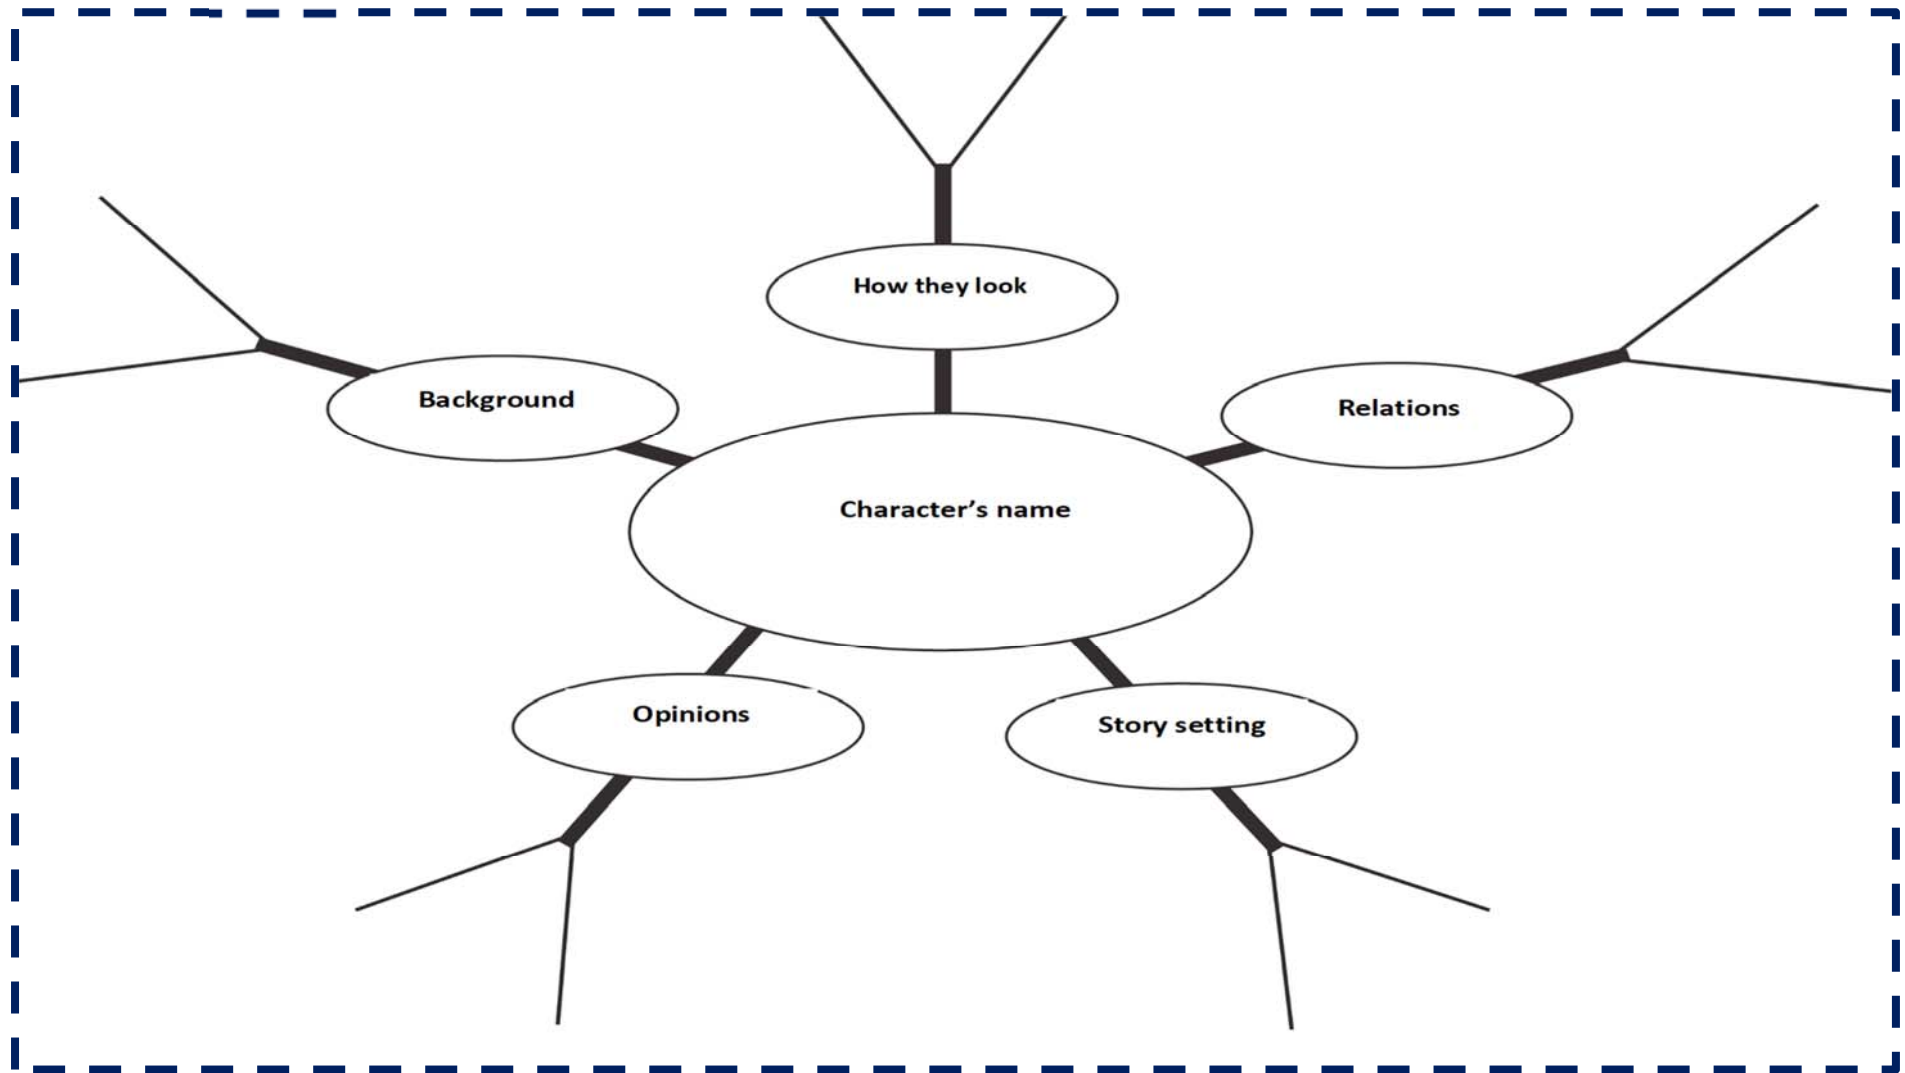 How they look
Background
Relations
Character’s name
Opinions
Story setting